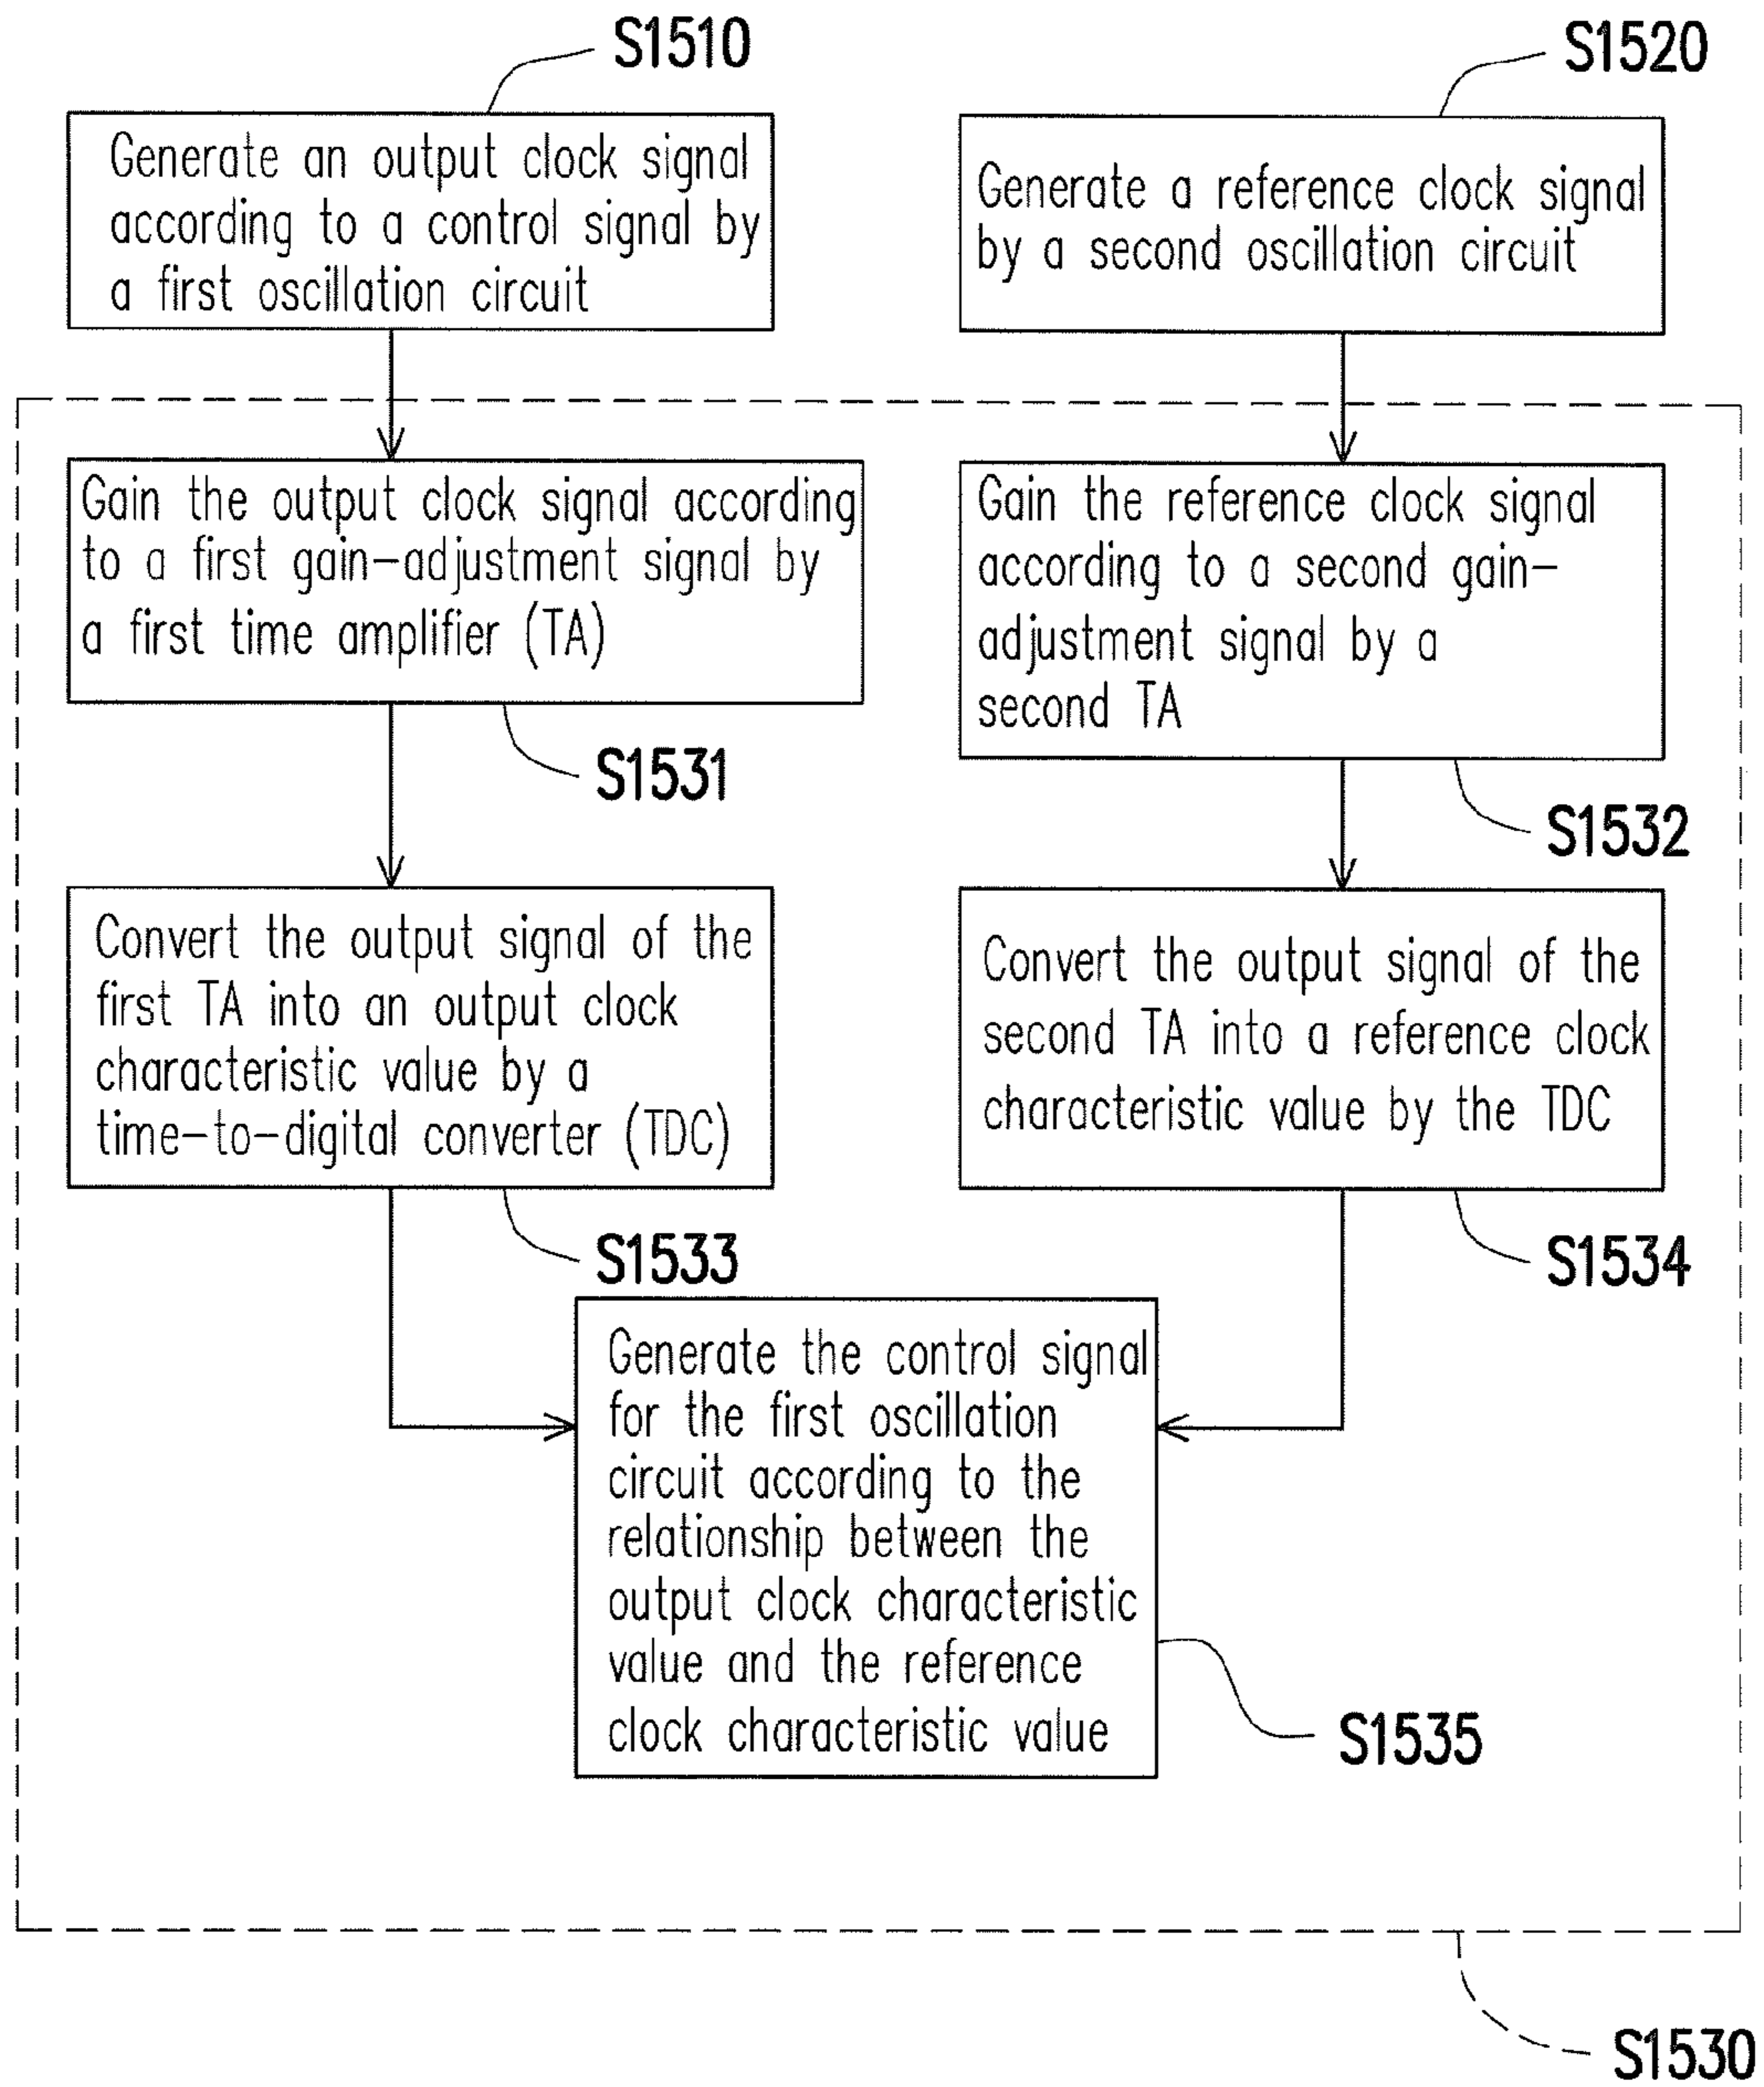 S1510
Generate an output clock signal
according to a control signal by
a first oscillation circuit
S1520
Generate a reference clock signal
by a second oscillation circuit
Gain the output clock signal according
to a first gain-adjustment signal by
a first time amplifier (TA)
S1531
Gain the reference clock signal
according to a second gain-
adjustment signal by a
second TA
S1532
Convert the output signal of the
first TA into an output clock
characteristic value by a
time-to-digital converter (TDC)
S1533
Convert the output signal of the
second TA into a reference clock
characteristic value by the TDC
S1534
Generate the control signal
for the first oscillation
circuit according to the
relationship between the
output clock characteristic
value and the reference
clock characteristic value
S1535
S1530